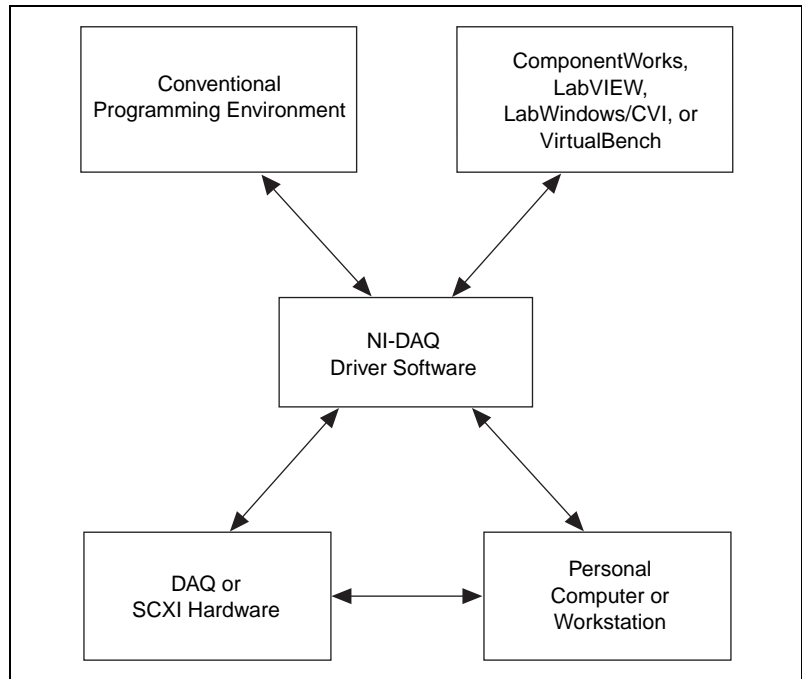 Conventional
Programming Environment
ComponentWorks,
LabVIEW,
LabWindows/CVI, or
VirtualBench
NI-DAQ
Driver Software
DAQ or
SCXI Hardware
Personal
Computer or
Workstation